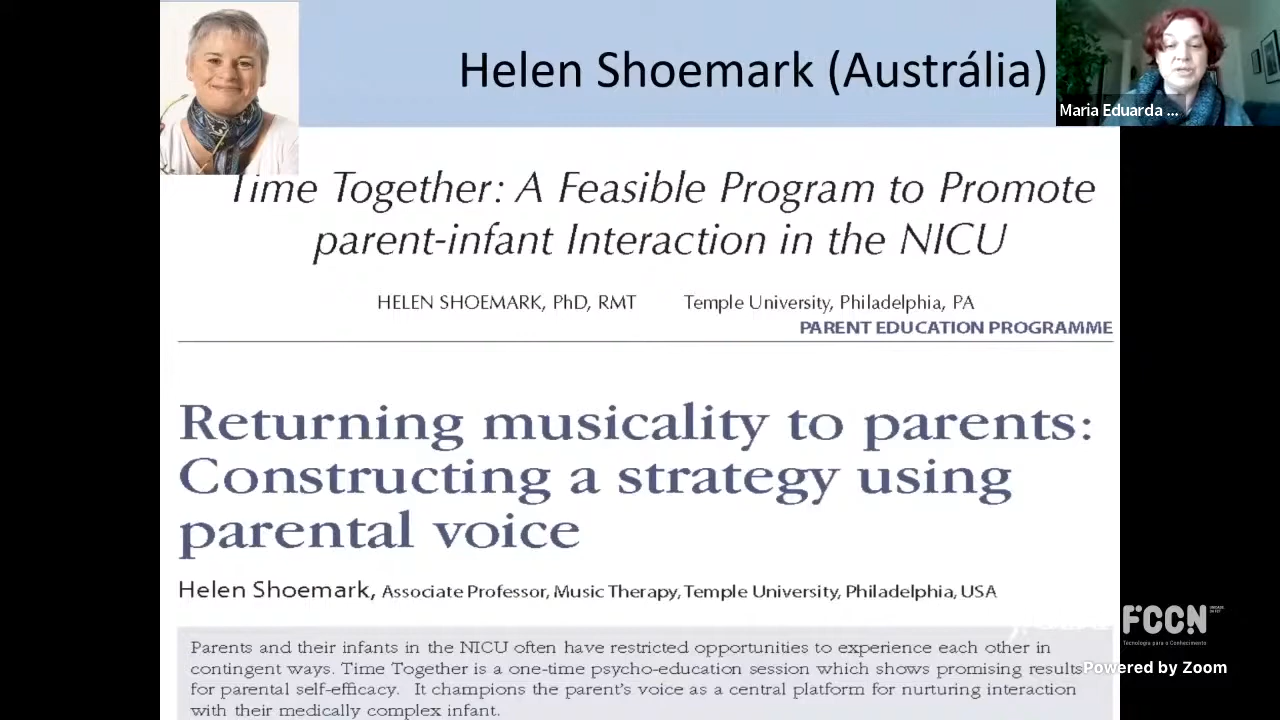 Helen Shoemark (Austrália)
Maria Eduarda ...
Time Together: A Feasible Program to Promote
parent-infant Interaction in the NICU
HELEN SHOEMARK, PhD, RMT Temple University, Philadelphia, PA
PARENT EDUCATION PROGRAMME
Returning musicality to parents:
Constructing a strategy using
parental voice
Helen Shoemark, Associate Professor, Music Therapy, Temple University, Philadelphia, USA
FCCN
Tecnologia para o Conhecimento
Parents and their infants in the NICU often have restricted opportunities to experience each other in
contingent ways. Time Together is a one-time psycho-education session which shows promising results
for parental self-efficacy. It champions the parent's voice as a central platform for nurturing interaction
with their medically complex infant.
Powered by Zoom